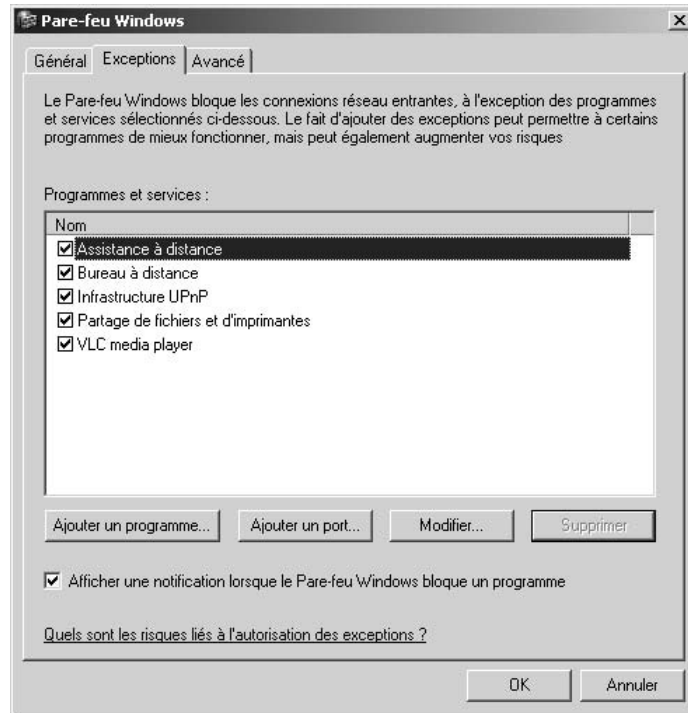 Pare-feu Windows
Général Exceptions Avancé
Le Pare-feu Windows bloque les connexions réseau entrantes, à l'exception des programmes
et services sélectionnés ci-dessous. Le fait d'ajouter des exceptions peut permettre à certains
programmes de mieux fonctionner, mais peut également augmenter vos risques
Programmes et services :
Nom
Assistance à distance
Bureau à distance
Infrastructure UPnP
Partage de fichiers et d'imprimantes
VLC media player
Ajouter un programme... Ajouter un port... Modifier... Supprimer
Afficher une notification lorsque le Pare-feu Windows bloque un programme
Quels sont les risques liés à l'autorisation des exceptions ?
OK Annuler